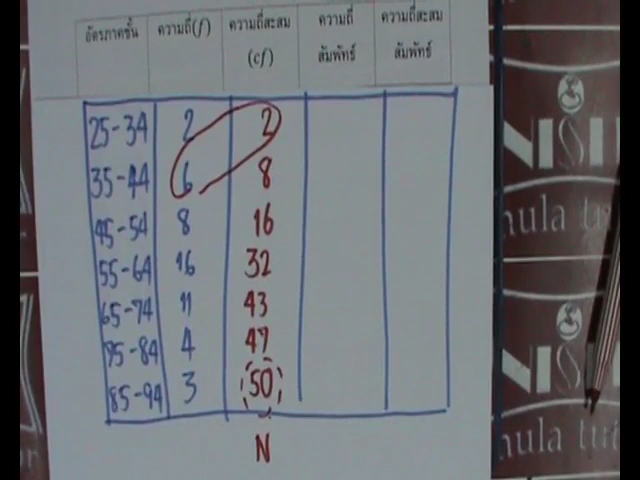 อัตรภาคชั้น ความถี่(f) ความถี่สะสม (cf) ความถี่ สัมพัทธ์ ความถี่สะสม สัมพัทธ์
25-34 2 2
35-44 6 8
45-54 8 16
55-64 16 32
65-74 11 43
75-84 4 47
85-94 3 50
N